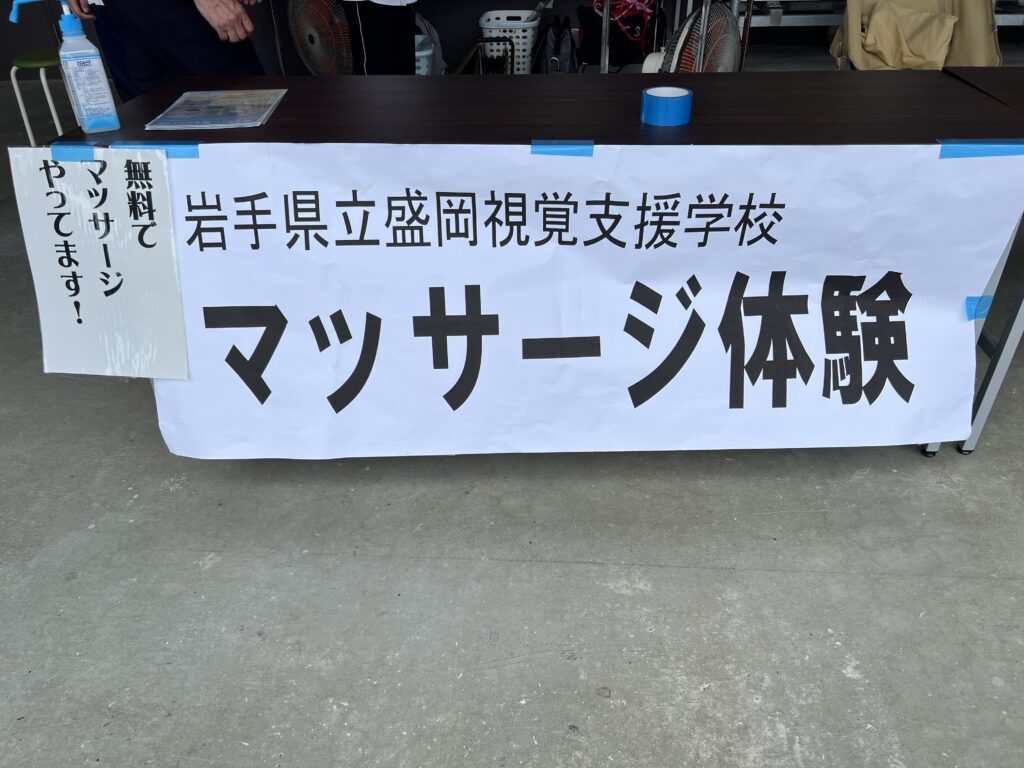 無料で
マッサージ
やってます！
岩手県立盛岡視覚支援学校
マッサージ体験